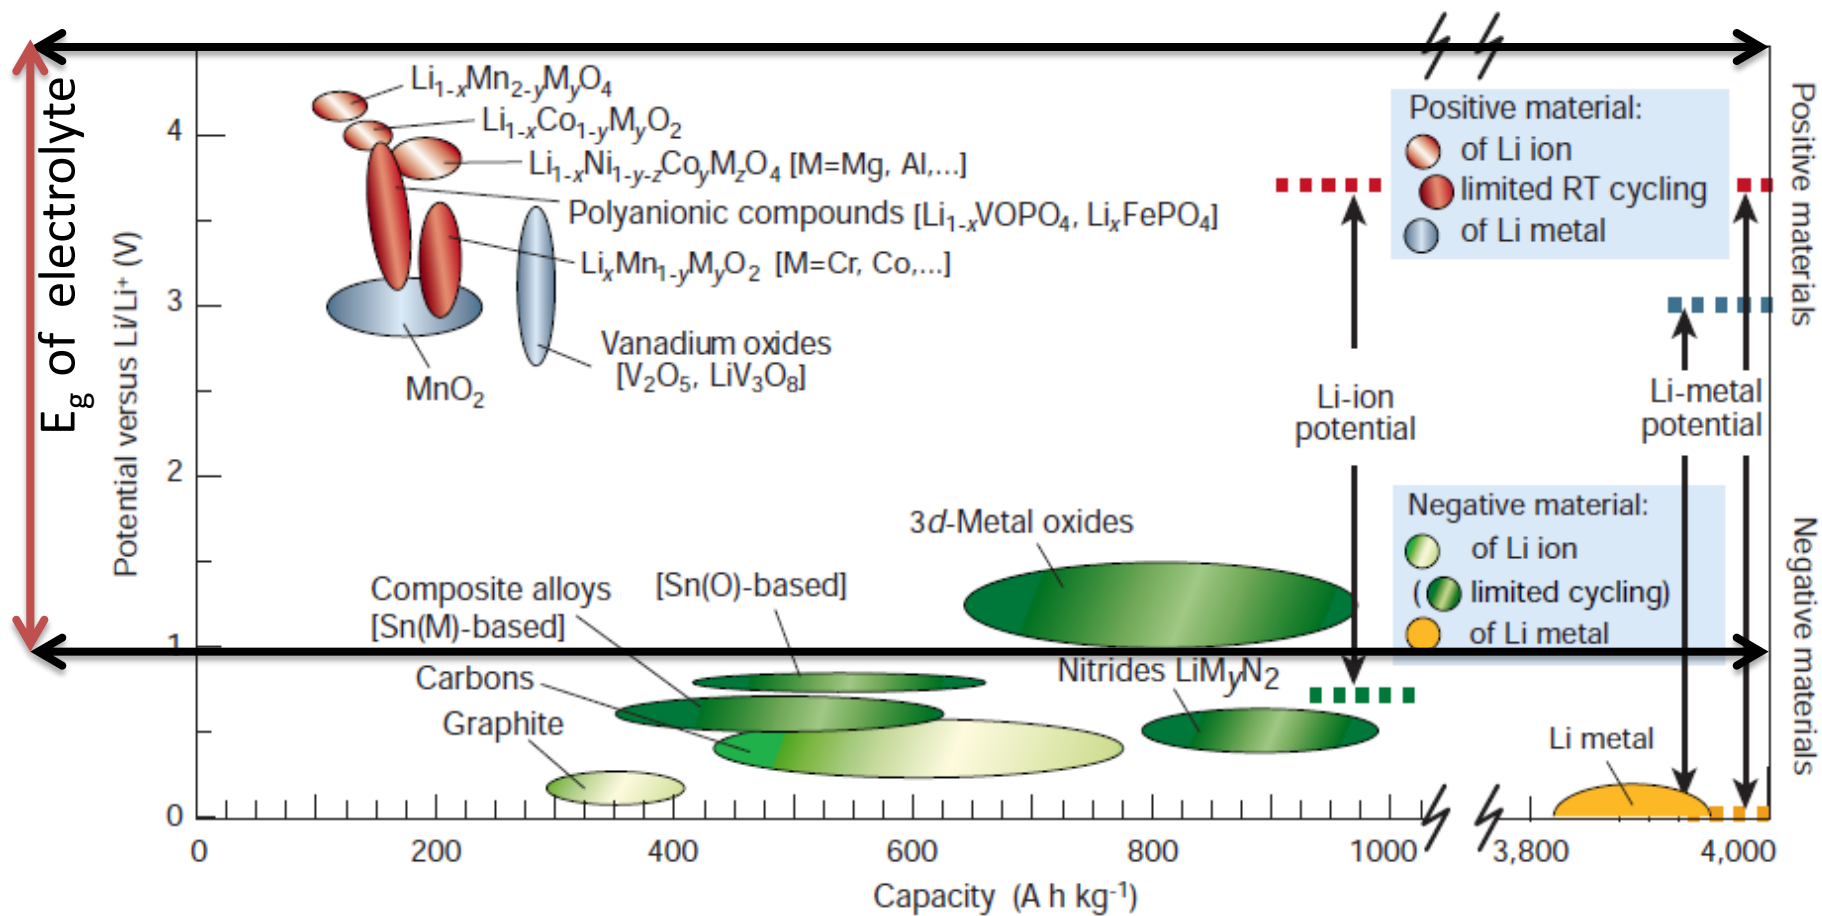 E_g of electrolyte
Potential versus Li/Li⁺ (V)
4
3
2
1
0
Li₁₋ₓMn₂₋yMyO₄
Li₁₋ₓCo₁₋yMyO₂
Li₁₋ₓNi₁₋y₋zCoyMzO₄ [M=Mg, Al,...]
Polyanionic compounds [Li₁₋ₓVOPO₄, LiₓFePO₄]
LiₓMn₁₋yMyO₂ [M=Cr, Co,...]
MnO₂
Vanadium oxides
[V₂O₅, LiV₃O₈]
Positive material:
of Li ion
limited RT cycling
of Li metal
Li-ion
potential
Li-metal
potential
Positive materials
3d-Metal oxides
Composite alloys
[Sn(M)-based]
[Sn(O)-based]
Carbons
Graphite
Nitrides LiMyN₂
Negative material:
of Li ion
( limited cycling)
of Li metal
Li metal
Negative materials
0 200 400 600 800 1000 3,800 4,000
Capacity (A h kg⁻¹)